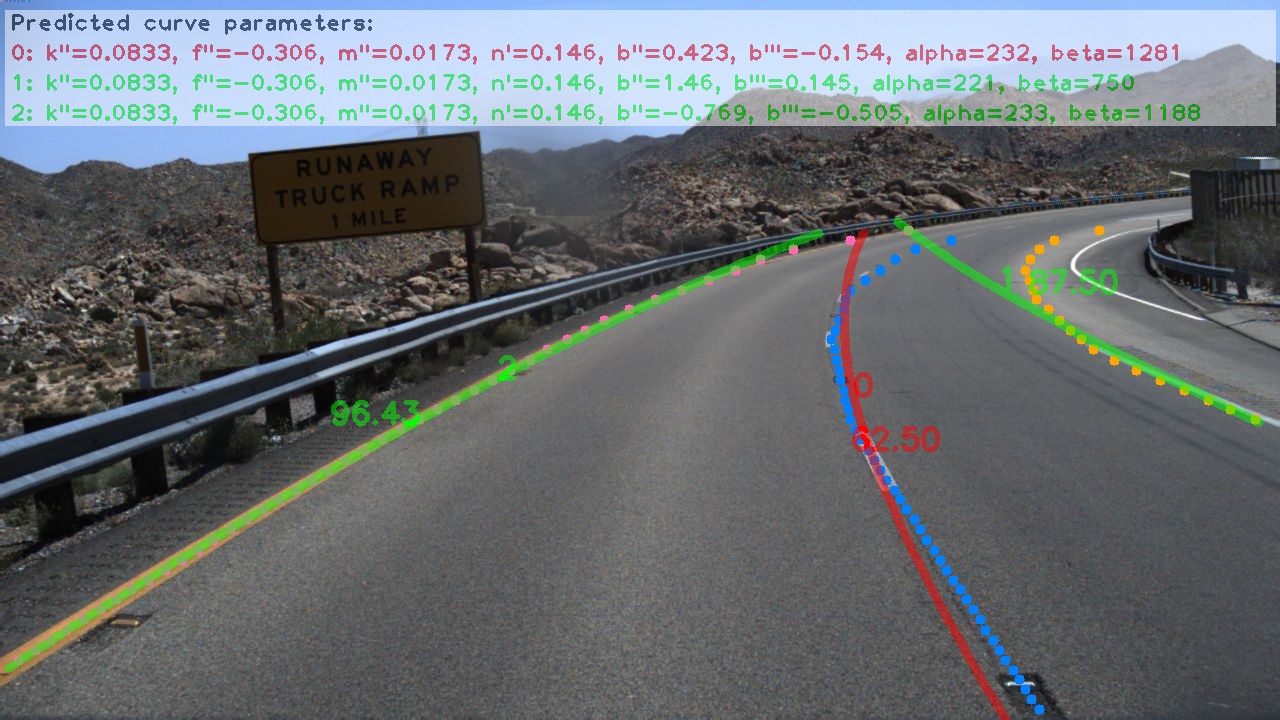 Predicted curve parameters:
0: k''=0.0833, f''=−0.306, m''=0.0173, n'=0.146, b''=0.423, b'''=−0.154, alpha=232, beta=1281
1: k''=0.0833, f''=−0.306, m''=0.0173, n'=0.146, b''=1.46, b'''=0.145, alpha=221, beta=750
2: k''=0.0833, f''=−0.306, m''=0.0173, n'=0.146, b''=−0.769, b'''=−0.505, alpha=233, beta=1188
RUNAWAY
TRUCK RAMP
1 MILE
1
87.50
2
0
96.43
62.50